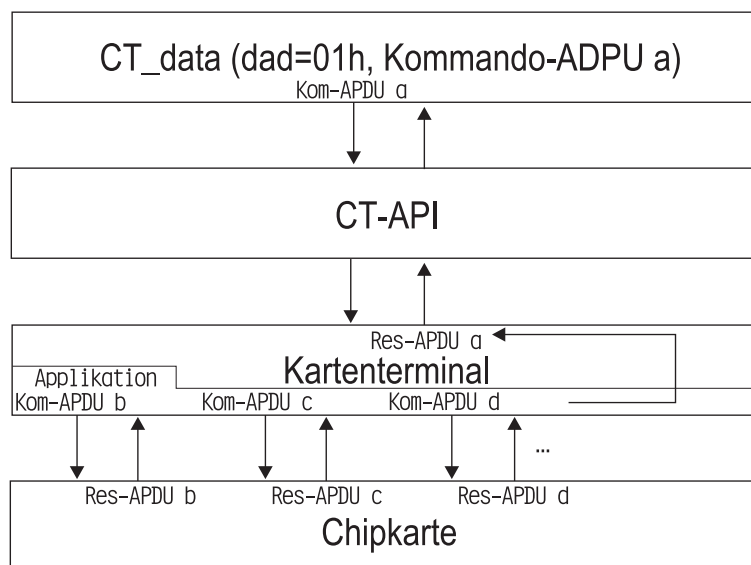 CT_data (dad=01h, Kommando-ADPU a)
Kom-APDU a
CT-API
Res-APDU a
Kartenterminal
Applikation
Kom-APDU b Kom-APDU c Kom-APDU d
...
Res-APDU b Res-APDU c Res-APDU d
Chipkarte